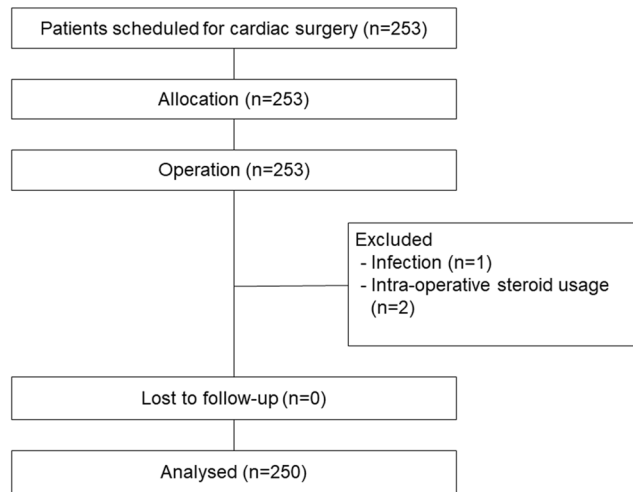 Patients scheduled for cardiac surgery (n=253)
Allocation (n=253)
Operation (n=253)
Excluded
- Infection (n=1)
- Intra-operative steroid usage
(n=2)
Lost to follow-up (n=0)
Analysed (n=250)